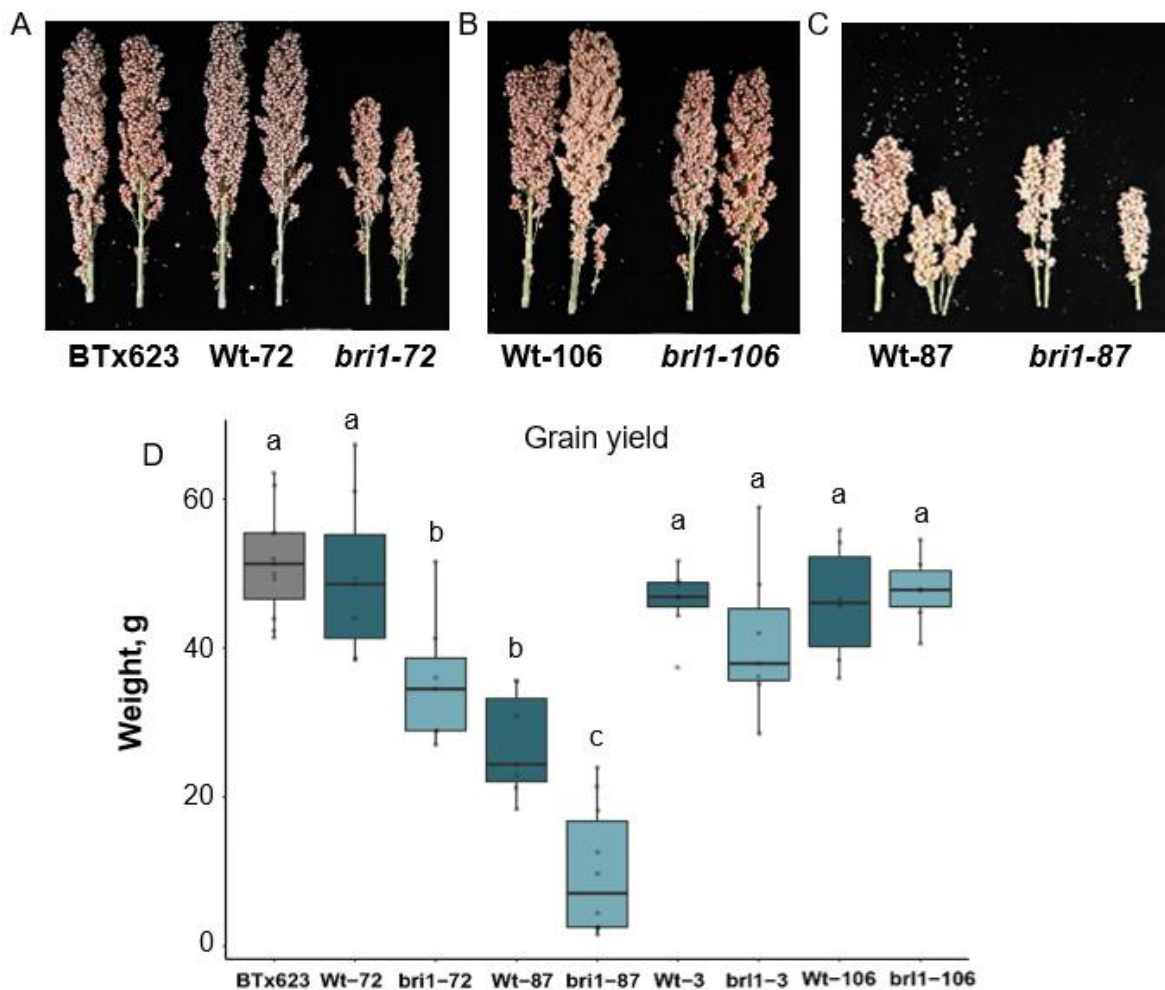 A B C
BTx623 Wt-72 bri1-72 Wt-106 brl1-106 Wt-87 bri1-87
D Grain yield
a a b b c a a a a
Weight, g
60
40
20
0
BTx623 Wt-72 bri1-72 Wt-87 bri1-87 Wt-3 brl1-3 Wt-106 brl1-106